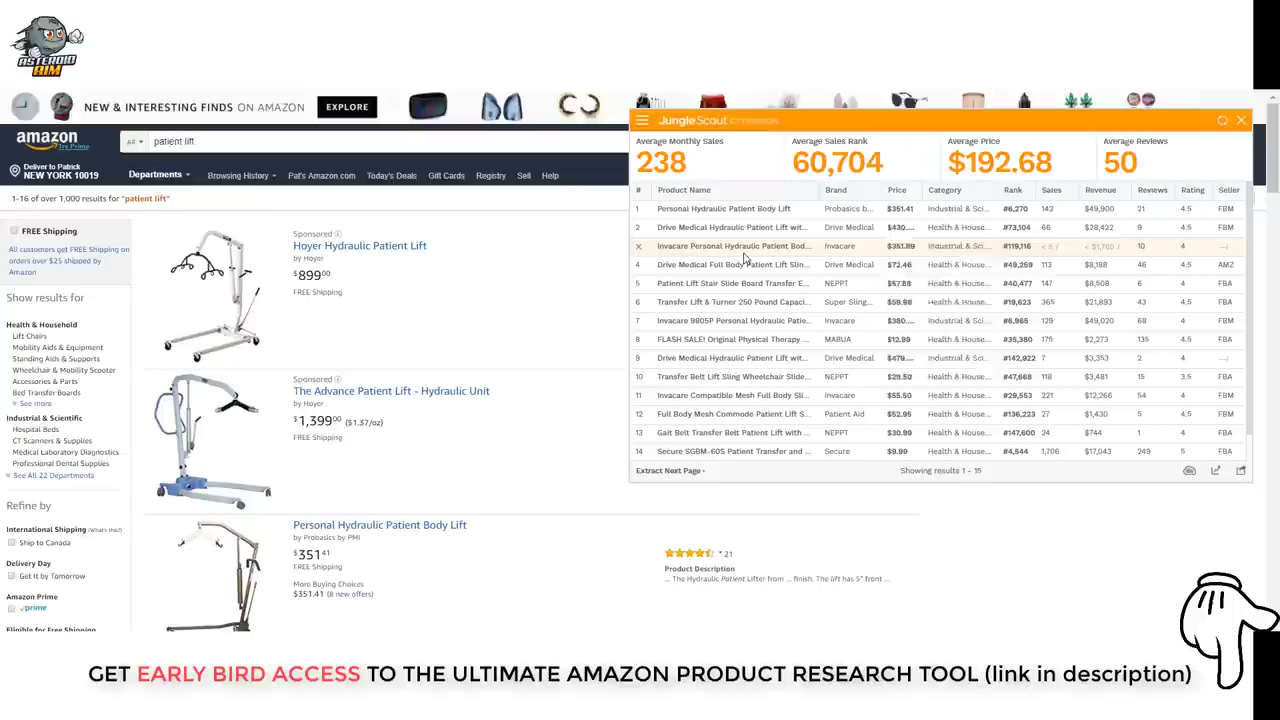 ASTEROID
AIM
NEW & INTERESTING FINDS ON AMAZON EXPLORE
amazon
Try Prime
All patient lift
Deliver to Patrick
NEW YORK 10019
Departments Browsing History Pat's Amazon.com Today's Deals Gift Cards Registry Sell Help
1-16 of over 1,000 results for "patient lift"
FREE Shipping
All customers get FREE Shipping on
orders over $25 shipped by
Amazon
Show results for
Health & Household
Lift Chairs
Mobility Aids & Equipment
Standing Aids & Supports
Wheelchair & Mobility Scooter
Accessories & Parts
Bed Transfer Boards
See more
Industrial & Scientific
Hospital Beds
CT Scanners & Supplies
Medical Laboratory Diagnostics
Professional Dental Supplies
See All 22 Departments
Refine by
International Shipping (What's this?)
Ship to Canada
Delivery Day
Get It by Tomorrow
Amazon Prime
prime
Eligible for Free Shipping
Sponsored
Hoyer Hydraulic Patient Lift
by Hoyer
$89900
FREE Shipping
Sponsored
The Advance Patient Lift - Hydraulic Unit
by Hoyer
$1,39900 ($1.37/oz)
FREE Shipping
Personal Hydraulic Patient Body Lift
by Probasics by PMI
$35141
FREE Shipping
More Buying Choices
$351.41 (8 new offers)
21
Product Description
... The Hydraulic Patient Lifter from ... finish. The lift has 5" front ...
Jungle Scout EXTENSION
Average Monthly Sales Average Sales Rank Average Price Average Reviews
238 60,704 $192.68 50
# Product Name Brand Price Category Rank Sales Revenue Reviews Rating Seller
1 Personal Hydraulic Patient Body Lift Probasics b... $351.41 Industrial & Sci... #6,270 142 $49,900 21 4.5 FBM
2 Drive Medical Hydraulic Patient Lift wit... Drive Medical $430.... Industrial & Sci... #73,104 66 $28,422 9 4.5 FBM
X Invacare Personal Hydraulic Patient Bod... Invacare $351.89 Industrial & Sci... #119,116 < 5 / < $1,760 / 10 4 --/
4 Drive Medical Full Body Patient Lift Slin... Drive Medical $72.46 Health & House... #49,259 113 $8,188 46 4.5 AMZ
5 Patient Lift Stair Slide Board Transfer E... NEPPT $57.88 Health & House... #40,477 147 $8,508 6 4 FBA
6 Transfer Lift & Turner 250 Pound Capaci... Super Sling... $59.98 Health & House... #19,623 365 $21,893 43 4.5 FBA
7 Invacare 9805P Personal Hydraulic Patie... Invacare $380.... Industrial & Sci... #6,965 129 $49,020 68 4 FBM
8 FLASH SALE! Original Physical Therapy ... MABUA $12.99 Health & House... #35,380 175 $2,273 135 4.5 FBA
9 Drive Medical Hydraulic Patient Lift wit... Drive Medical $479.... Industrial & Sci... #142,922 7 $3,353 2 4 --/
10 Transfer Belt Lift Sling Wheelchair Slide... NEPPT $29.50 Health & House... #47,668 118 $3,481 15 3.5 FBA
11 Invacare Compatible Mesh Full Body Sli... Invacare $55.50 Health & House... #29,553 221 $12,266 54 4 FBM
12 Full Body Mesh Commode Patient Lift S... Patient Aid $52.95 Health & House... #136,223 27 $1,430 5 4.5 FBM
13 Gait Belt Transfer Belt Patient Lift with ... NEPPT $30.99 Health & House... #147,600 24 $744 1 4 FBA
14 Secure SGBM-60S Patient Transfer and ... Secure $9.99 Health & House... #4,544 1,706 $17,043 249 5 FBA
Extract Next Page Showing results 1 - 15
GET EARLY BIRD ACCESS TO THE ULTIMATE AMAZON PRODUCT RESEARCH TOOL (link in description)